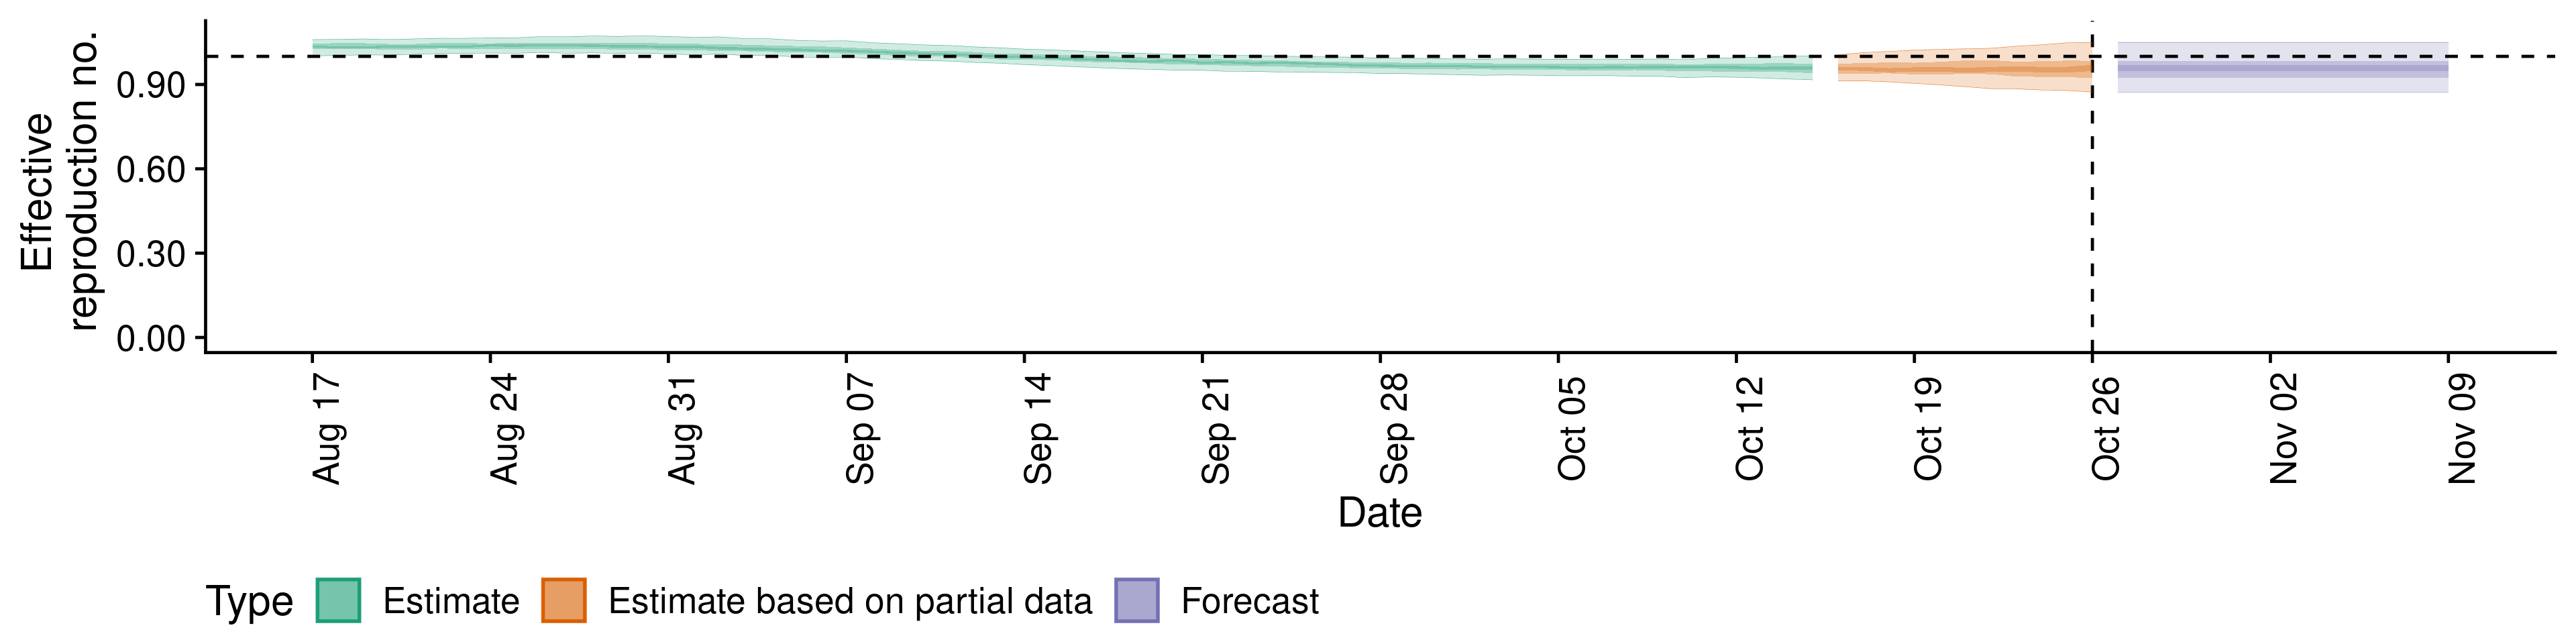 Effective
reproduction no.
0.90
0.60
0.30
0.00
Aug 17
Aug 24
Aug 31
Sep 07
Sep 14
Sep 21
Sep 28
Oct 05
Oct 12
Oct 19
Oct 26
Nov 02
Nov 09
Date
Type Estimate Estimate based on partial data Forecast